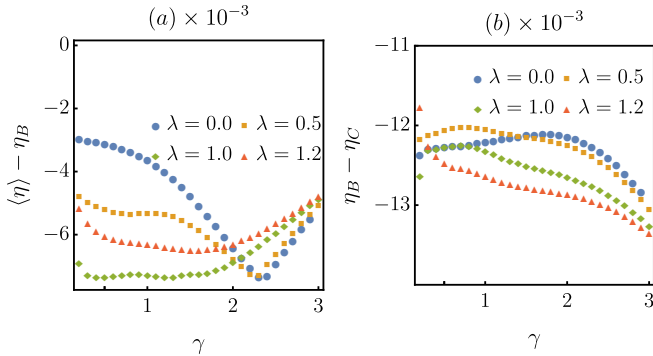 (a) × 10⁻³
0
−2
−4
−6
⟨η⟩ − η_B
λ = 0.0 λ = 0.5
λ = 1.0 λ = 1.2
1 2 3
γ
(b) × 10⁻³
−11
−12
−13
η_B − η_C
λ = 0.0 λ = 0.5
λ = 1.0 λ = 1.2
1 2 3
γ